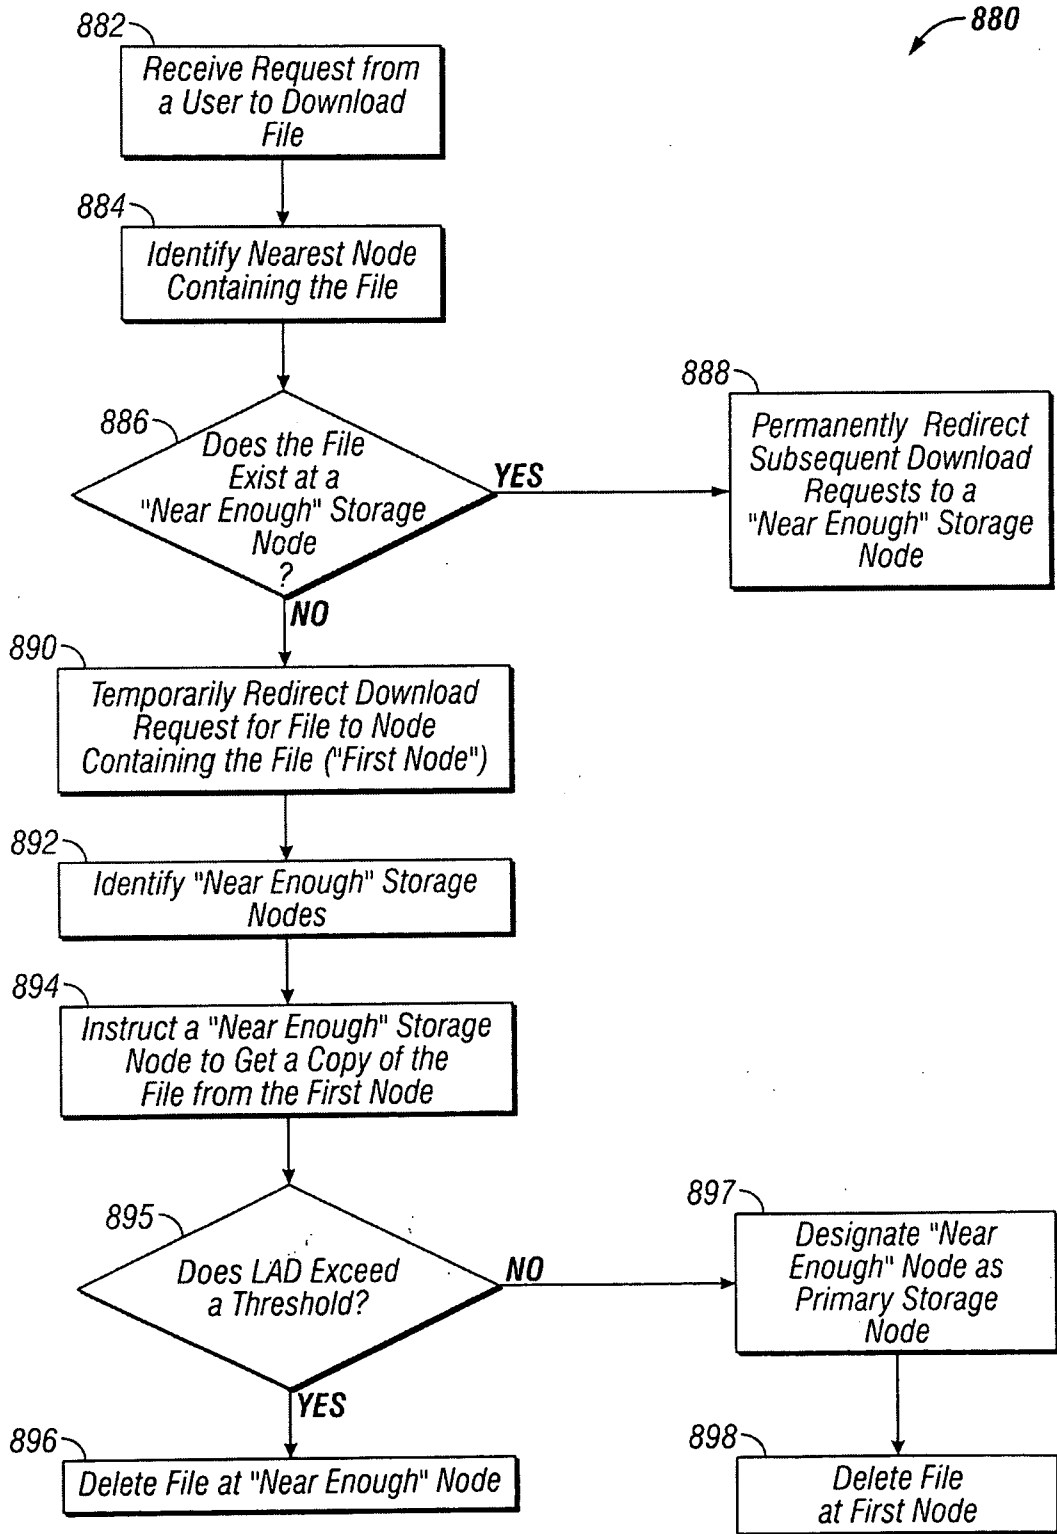 880
882
Receive Request from
a User to Download
File
884
Identify Nearest Node
Containing the File
886
Does the File
Exist at a
"Near Enough" Storage
Node
?
YES
NO
888
Permanently Redirect
Subsequent Download
Requests to a
"Near Enough" Storage
Node
890
Temporarily Redirect Download
Request for File to Node
Containing the File ("First Node")
892
Identify "Near Enough" Storage
Nodes
894
Instruct a "Near Enough" Storage
Node to Get a Copy of the
File from the First Node
895
Does LAD Exceed
a Threshold?
NO
YES
897
Designate "Near
Enough" Node as
Primary Storage
Node
896
Delete File at "Near Enough" Node
898
Delete File
at First Node